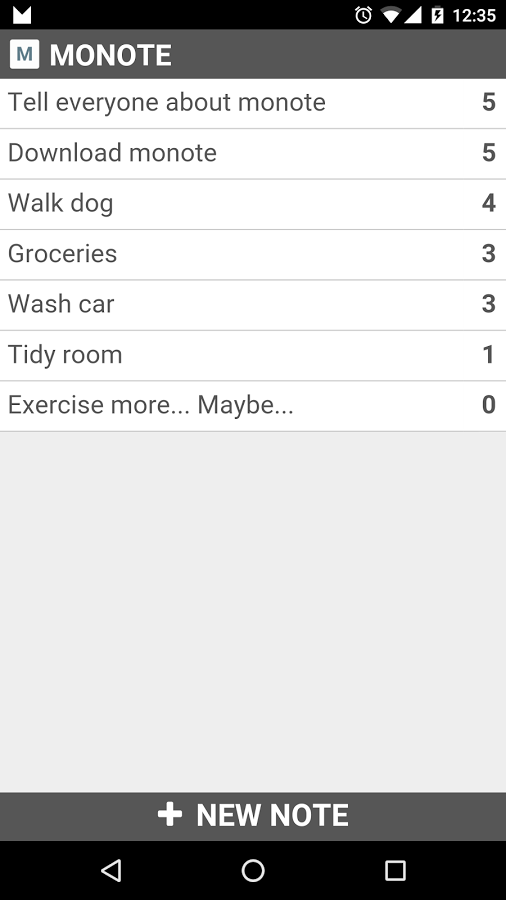 12:35
M MONOTE
Tell everyone about monote 5
Download monote 5
Walk dog 4
Groceries 3
Wash car 3
Tidy room 1
Exercise more... Maybe... 0
NEW NOTE